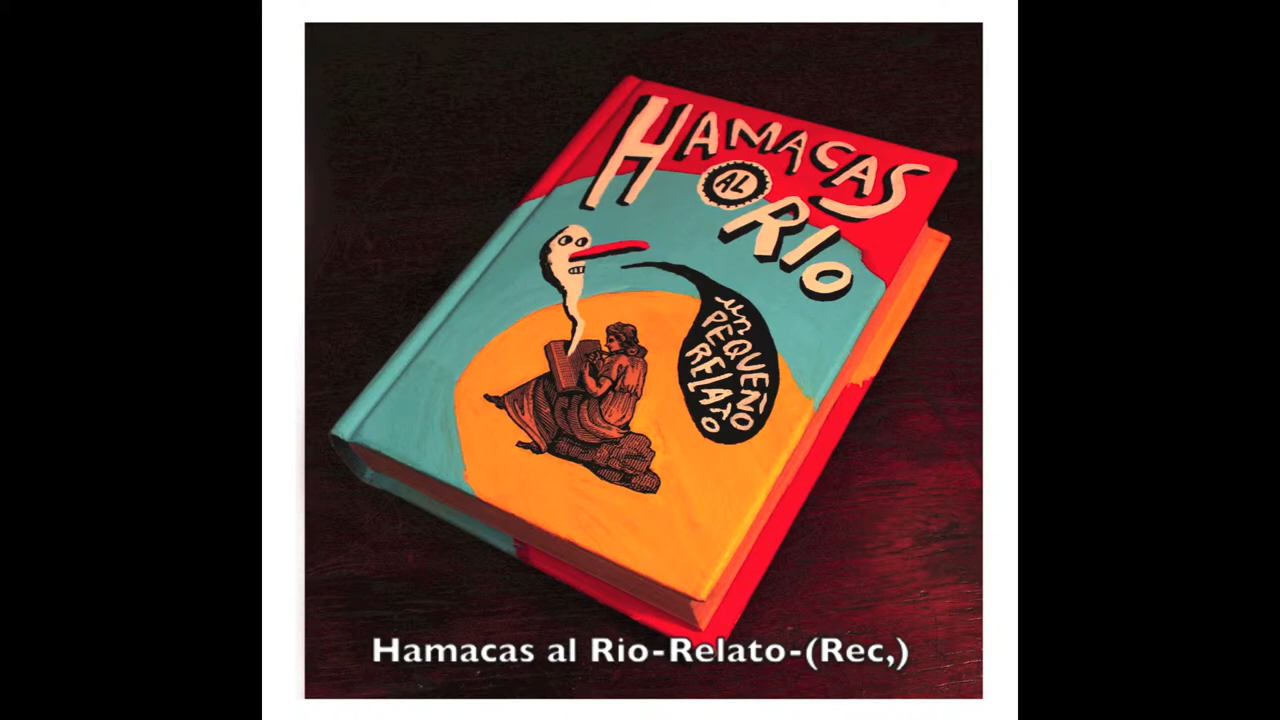 HAMACAS
AL
RIO
un
PEQUEÑO
RELATO
Hamacas al Rio-Relato-(Rec,)